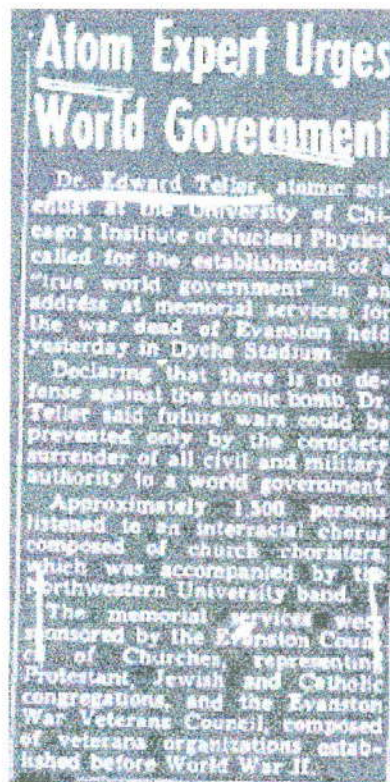 Atom Expert Urges
World Government
Dr. Edward Teller, atomic sci-
entist at the University of Chi-
cago's Institute of Nuclear Physics
called for the establishment of a
"true world government" in an
address at memorial services for
the war dead of Evanston held
yesterday in Dyche Stadium.
Declaring that there is no de-
fense against the atomic bomb, Dr.
Teller said future wars could be
prevented only by the complete
surrender of all civil and military
authority to a world government.
Approximately 1,500 persons
listened to an interracial chorus
composed of church choristers
which was accompanied by the
Northwestern University band.
The memorial services were
sponsored by the Evanston Coun-
of Churches, representing
Protestant, Jewish and Catholic
congregations, and the Evanston
War Veterans Council, composed
of veterans organizations estab-
lished before World War II.